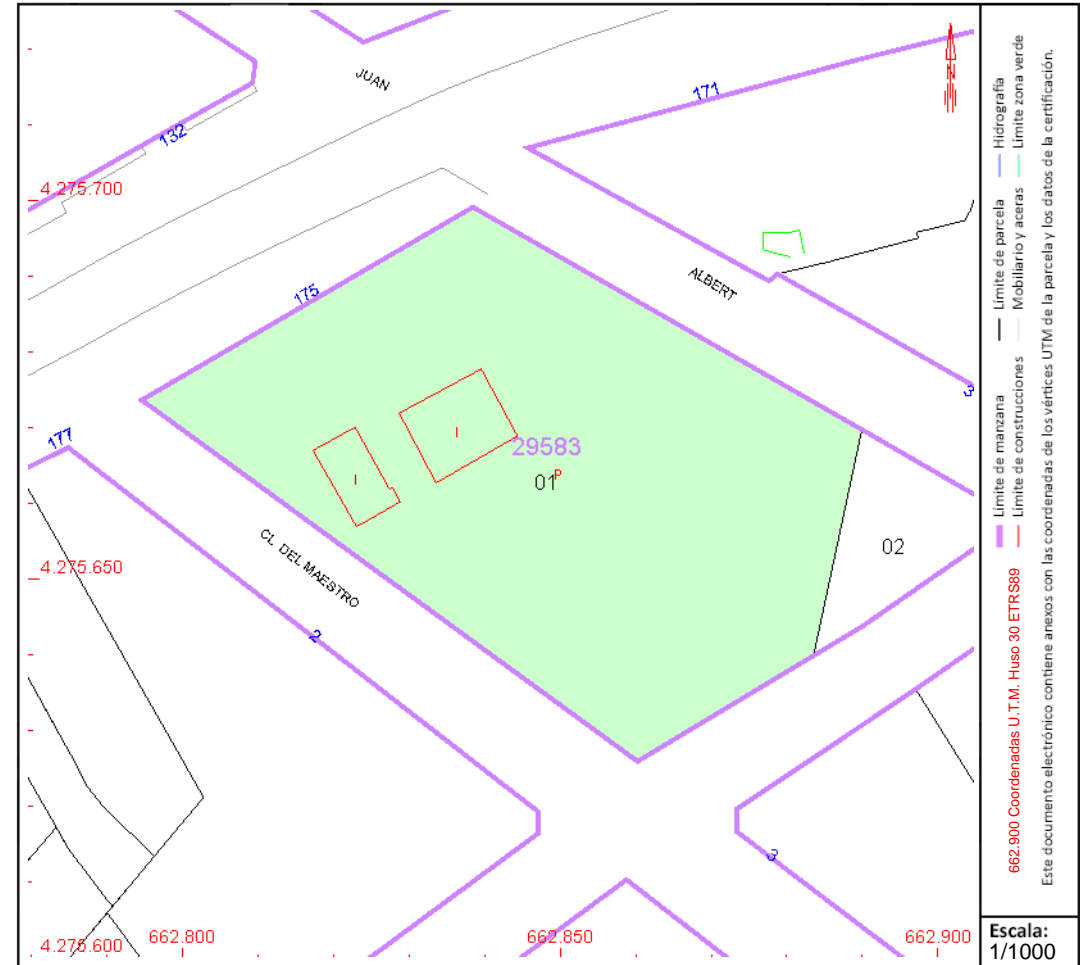 JUAN
171
132
4.275.700
ALBERT
175
3
177
29583
I
I
01
P
02
CL. DEL MAESTRO
4.275.650
2
3
4.275.600
662.800
662.850
662.900
N
Hidrografía
Límite zona verde
Límite de parcela
Mobiliario y aceras
Límite de manzana
Límite de construcciones
662.900 Coordenadas U.T.M. Huso 30 ETRS89
Este documento electrónico contiene anexos con las coordenadas de los vértices UTM de la parcela y los datos de la certificación.
Escala:
1/1000